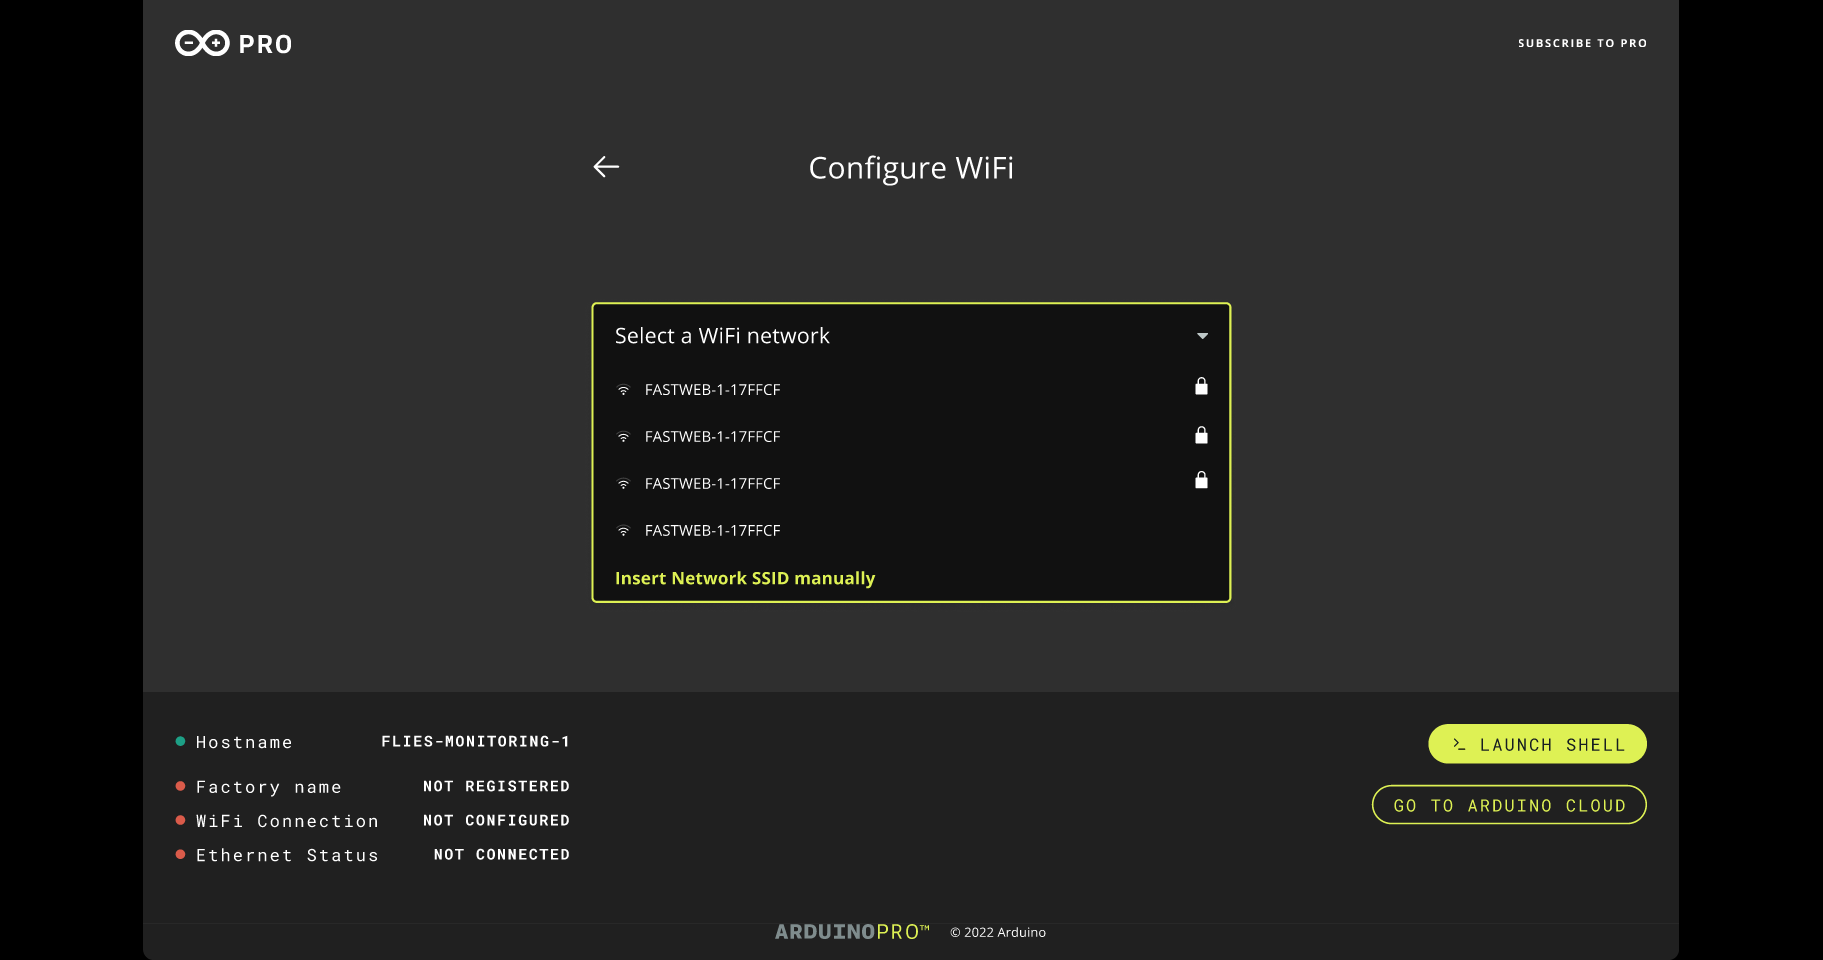 PRO
SUBSCRIBE TO PRO
Configure WiFi
Select a WiFi network
FASTWEB-1-17FFCF
FASTWEB-1-17FFCF
FASTWEB-1-17FFCF
FASTWEB-1-17FFCF
Insert Network SSID manually
Hostname FLIES-MONITORING-1
Factory name NOT REGISTERED
WiFi Connection NOT CONFIGURED
Ethernet Status NOT CONNECTED
>_ LAUNCH SHELL
GO TO ARDUINO CLOUD
ARDUINOPRO™ © 2022 Arduino